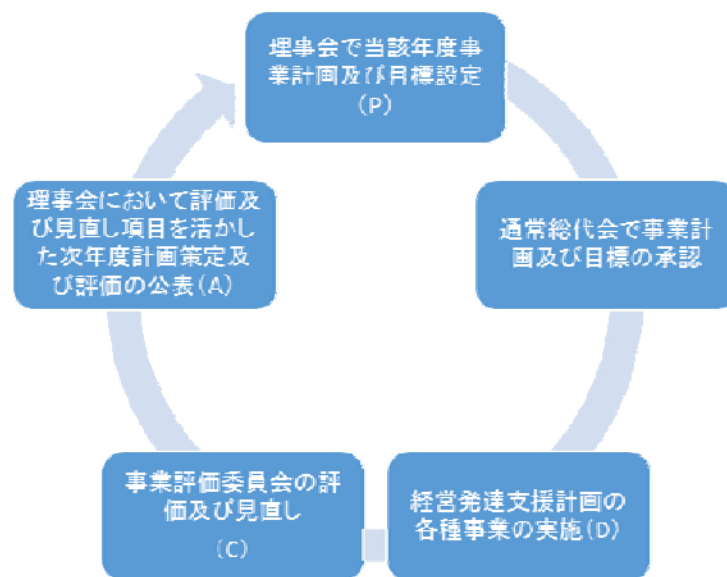 理事会で当該年度事
業計画及び目標設定
(P)
通常総代会で事業計
画及び目標の承認
経営発達支援計画の
各種事業の実施(D)
事業評価委員会の評
価及び見直し
(C)
理事会において評価及
び見直し項目を活かし
た次年度計画策定及
び評価の公表(A)